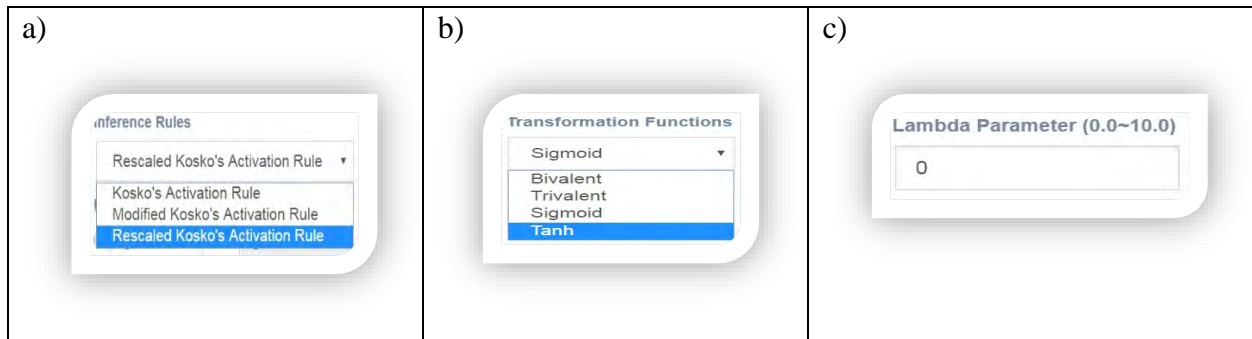 a)
Inference Rules
Rescaled Kosko's Activation Rule
Kosko's Activation Rule
Modified Kosko's Activation Rule
Rescaled Kosko's Activation Rule
b)
Transformation Functions
Sigmoid
Bivalent
Trivalent
Sigmoid
Tanh
c)
Lambda Parameter (0.0~10.0)
0